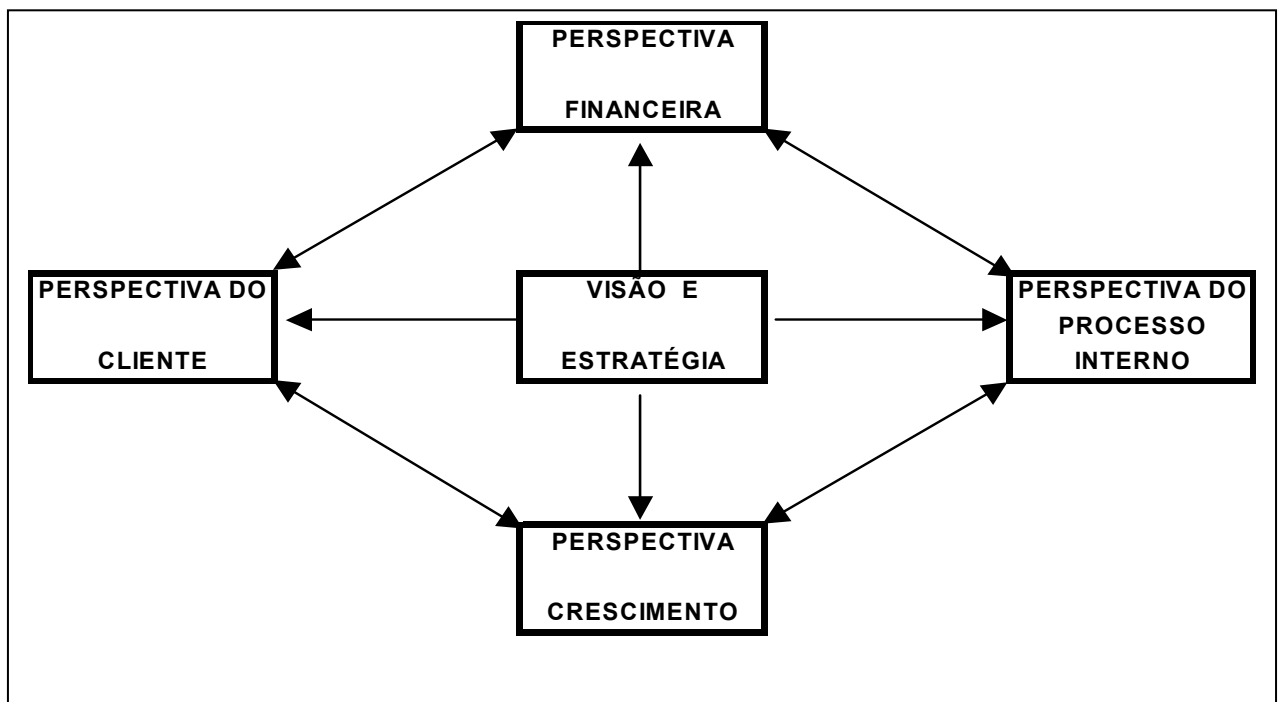 PERSPECTIVA
FINANCEIRA
PERSPECTIVA DO
CLIENTE
VISÃO E
ESTRATÉGIA
PERSPECTIVA DO
PROCESSO
INTERNO
PERSPECTIVA
CRESCIMENTO